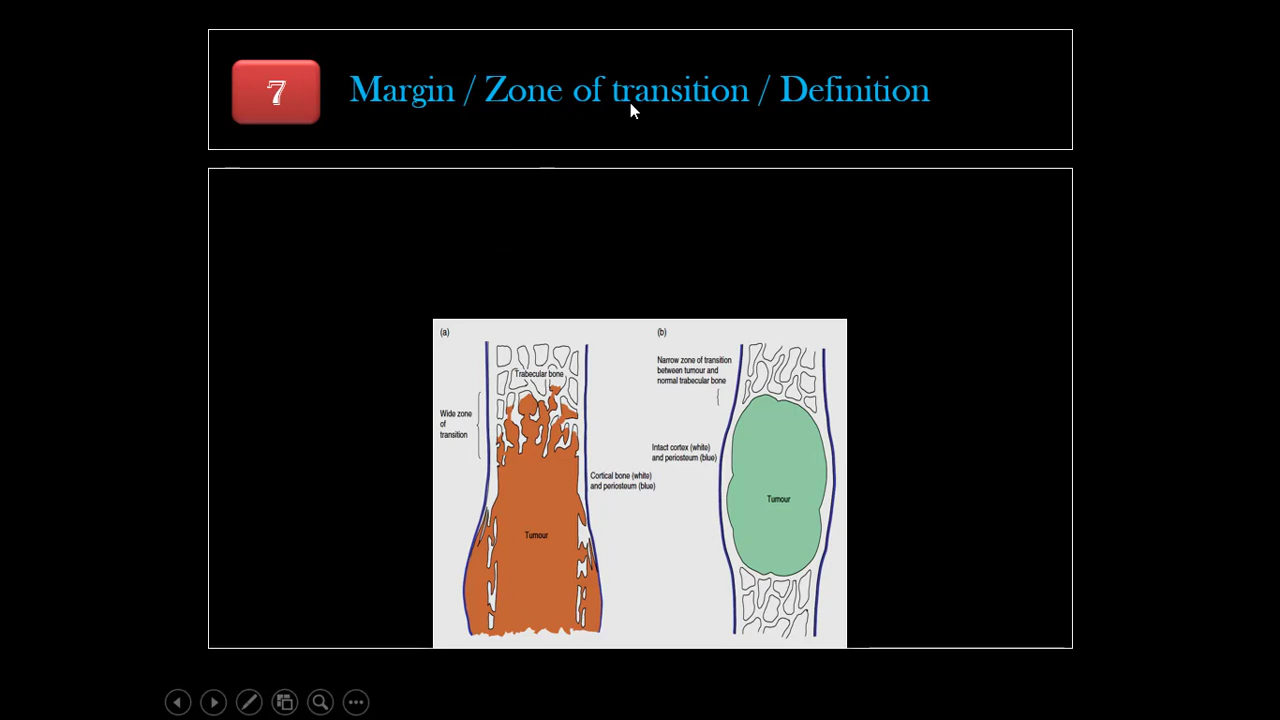 7
Margin / Zone of transition / Definition
(a)
Trabecular bone
Wide zone
of
transition
Cortical bone (white)
and periosteum (blue)
Tumour
(b)
Narrow zone of transition
between tumour and
normal trabecular bone
Intact cortex (white)
and periosteum (blue)
Tumour